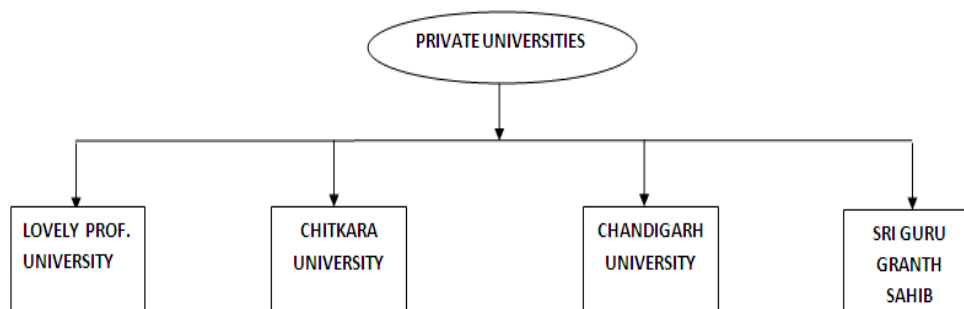 PRIVATE UNIVERSITIES
LOVELY PROF.
UNIVERSITY
CHITKARA
UNIVERSITY
CHANDIGARH
UNIVERSITY
SRI GURU
GRANTH
SAHIB